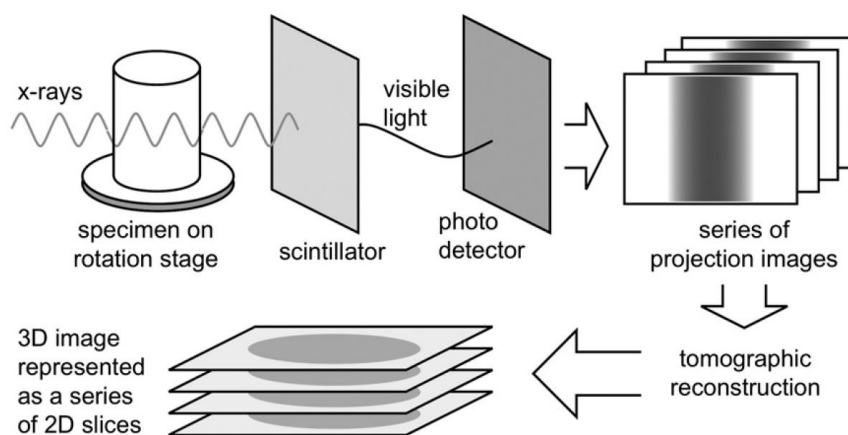 x-rays
specimen on
rotation stage
scintillator
visible
light
photo
detector
series of
projection images
tomographic
reconstruction
3D image
represented
as a series
of 2D slices